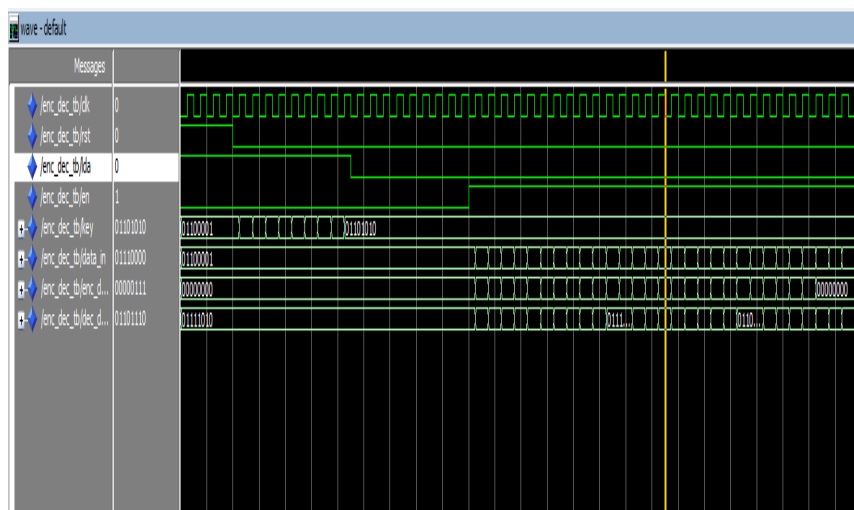 wave - default
Messages
/enc_dec_tb/clk 0
/enc_dec_tb/rst 0
/enc_dec_tb/lda 0
/enc_dec_tb/en 1
/enc_dec_tb/key 01101010 01100001 01101010
/enc_dec_tb/data_in 01110000 01100001
/enc_dec_tb/enc_d... 00000111 00000000 00000000
/enc_dec_tb/dec_d... 01101110 01111010 0111... 0110...